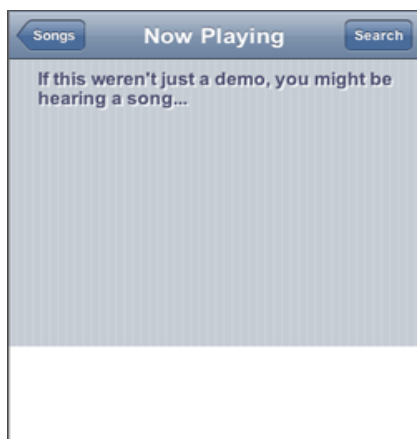 Songs Now Playing Search
If this weren't just a demo, you might be
hearing a song...